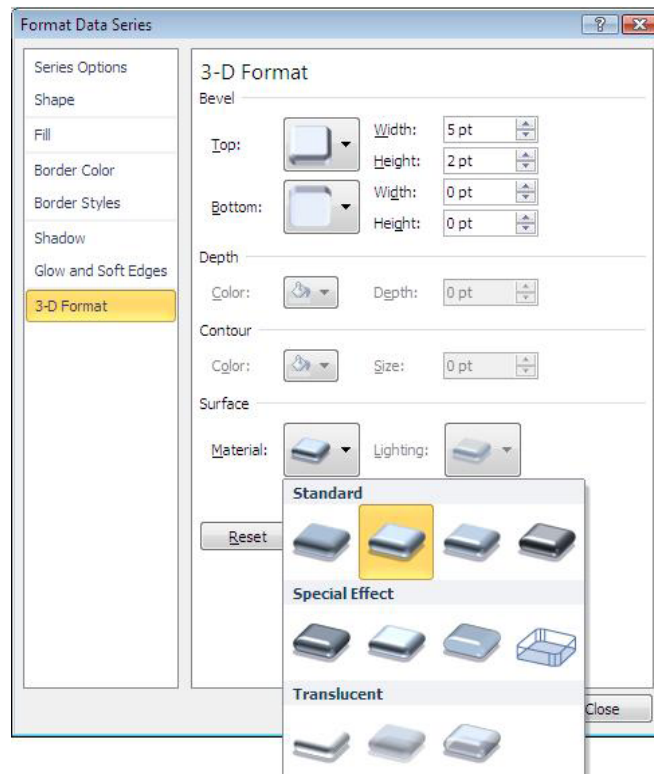 Format Data Series
Series Options
Shape
Fill
Border Color
Border Styles
Shadow
Glow and Soft Edges
3-D Format
3-D Format
Bevel
Top:
Width: 5 pt
Height: 2 pt
Bottom:
Width: 0 pt
Height: 0 pt
Depth
Color: Depth: 0 pt
Contour
Color: Size: 0 pt
Surface
Material: Lighting:
Standard
Reset
Special Effect
Translucent
Close